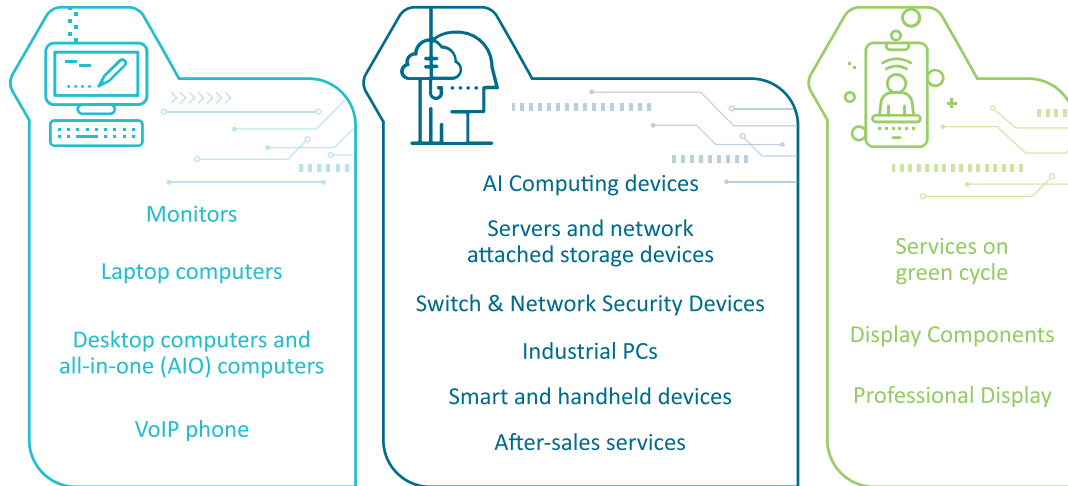 Monitors
Laptop computers
Desktop computers and
all-in-one (AIO) computers
VoIP phone
AI Computing devices
Servers and network
attached storage devices
Switch & Network Security Devices
Industrial PCs
Smart and handheld devices
After-sales services
Services on
green cycle
Display Components
Professional Display